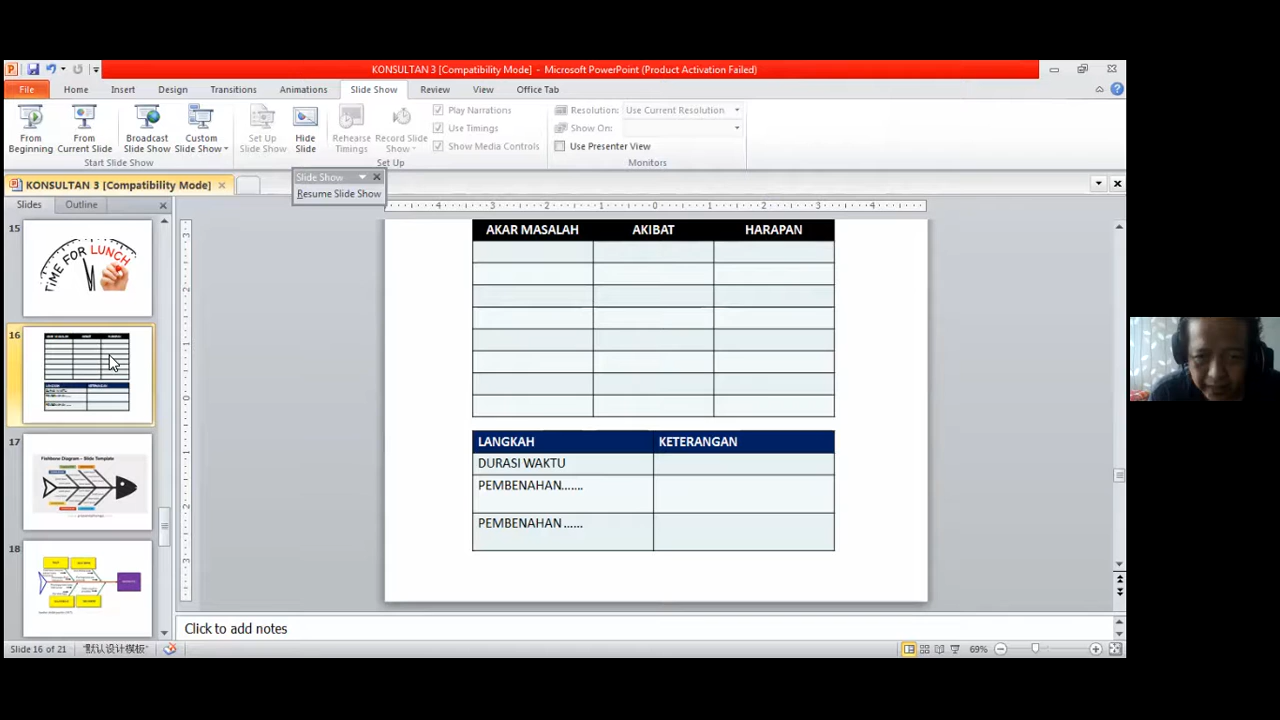 KONSULTAN 3 [Compatibility Mode] - Microsoft PowerPoint (Product Activation Failed)
File Home Insert Design Transitions Animations Slide Show Review View Office Tab
From Beginning
From Current Slide
Broadcast Slide Show
Custom Slide Show
Set Up Slide Show
Hide Slide
Rehearse Timings
Record Slide Show
Play Narrations
Use Timings
Show Media Controls
Resolution: Use Current Resolution
Show On:
Use Presenter View
Start Slide Show Set Up Monitors
KONSULTAN 3 [Compatibility Mode]
Slide Show
Resume Slide Show
Slides Outline
15
TIME FOR LUNCH
16
17
Fishbone Diagram – Slide Template
18
AKAR MASALAH AKIBAT HARAPAN
LANGKAH KETERANGAN
DURASI WAKTU
PEMBENAHAN.......
PEMBENAHAN ......
Click to add notes
Slide 16 of 21 "默认设计模板" 69%